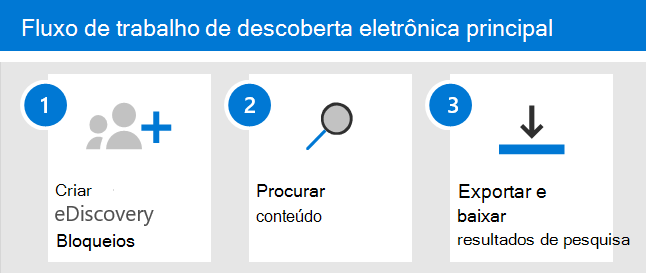 Fluxo de trabalho de descoberta eletrônica principal
1
Criar
eDiscovery
Bloqueios
2
Procurar
conteúdo
3
Exportar e
baixar
resultados de pesquisa